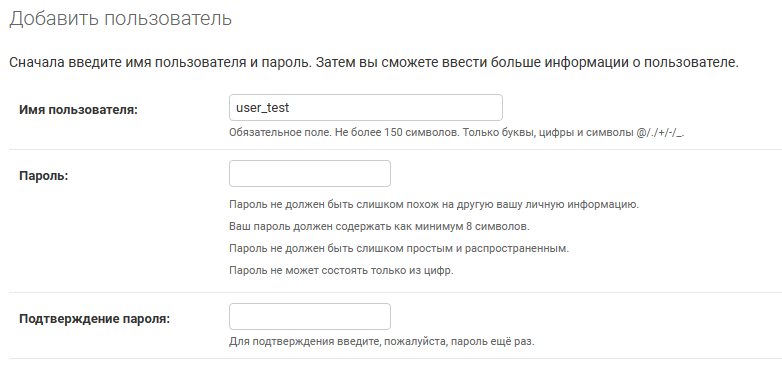 Добавить пользователь
Сначала введите имя пользователя и пароль. Затем вы сможете ввести больше информации о пользователе.
Имя пользователя:
user_test
Обязательное поле. Не более 150 символов. Только буквы, цифры и символы @/./+/-/_.
Пароль:
Пароль не должен быть слишком похож на другую вашу личную информацию.
Ваш пароль должен содержать как минимум 8 символов.
Пароль не должен быть слишком простым и распространенным.
Пароль не может состоять только из цифр.
Подтверждение пароля:
Для подтверждения введите, пожалуйста, пароль ещё раз.